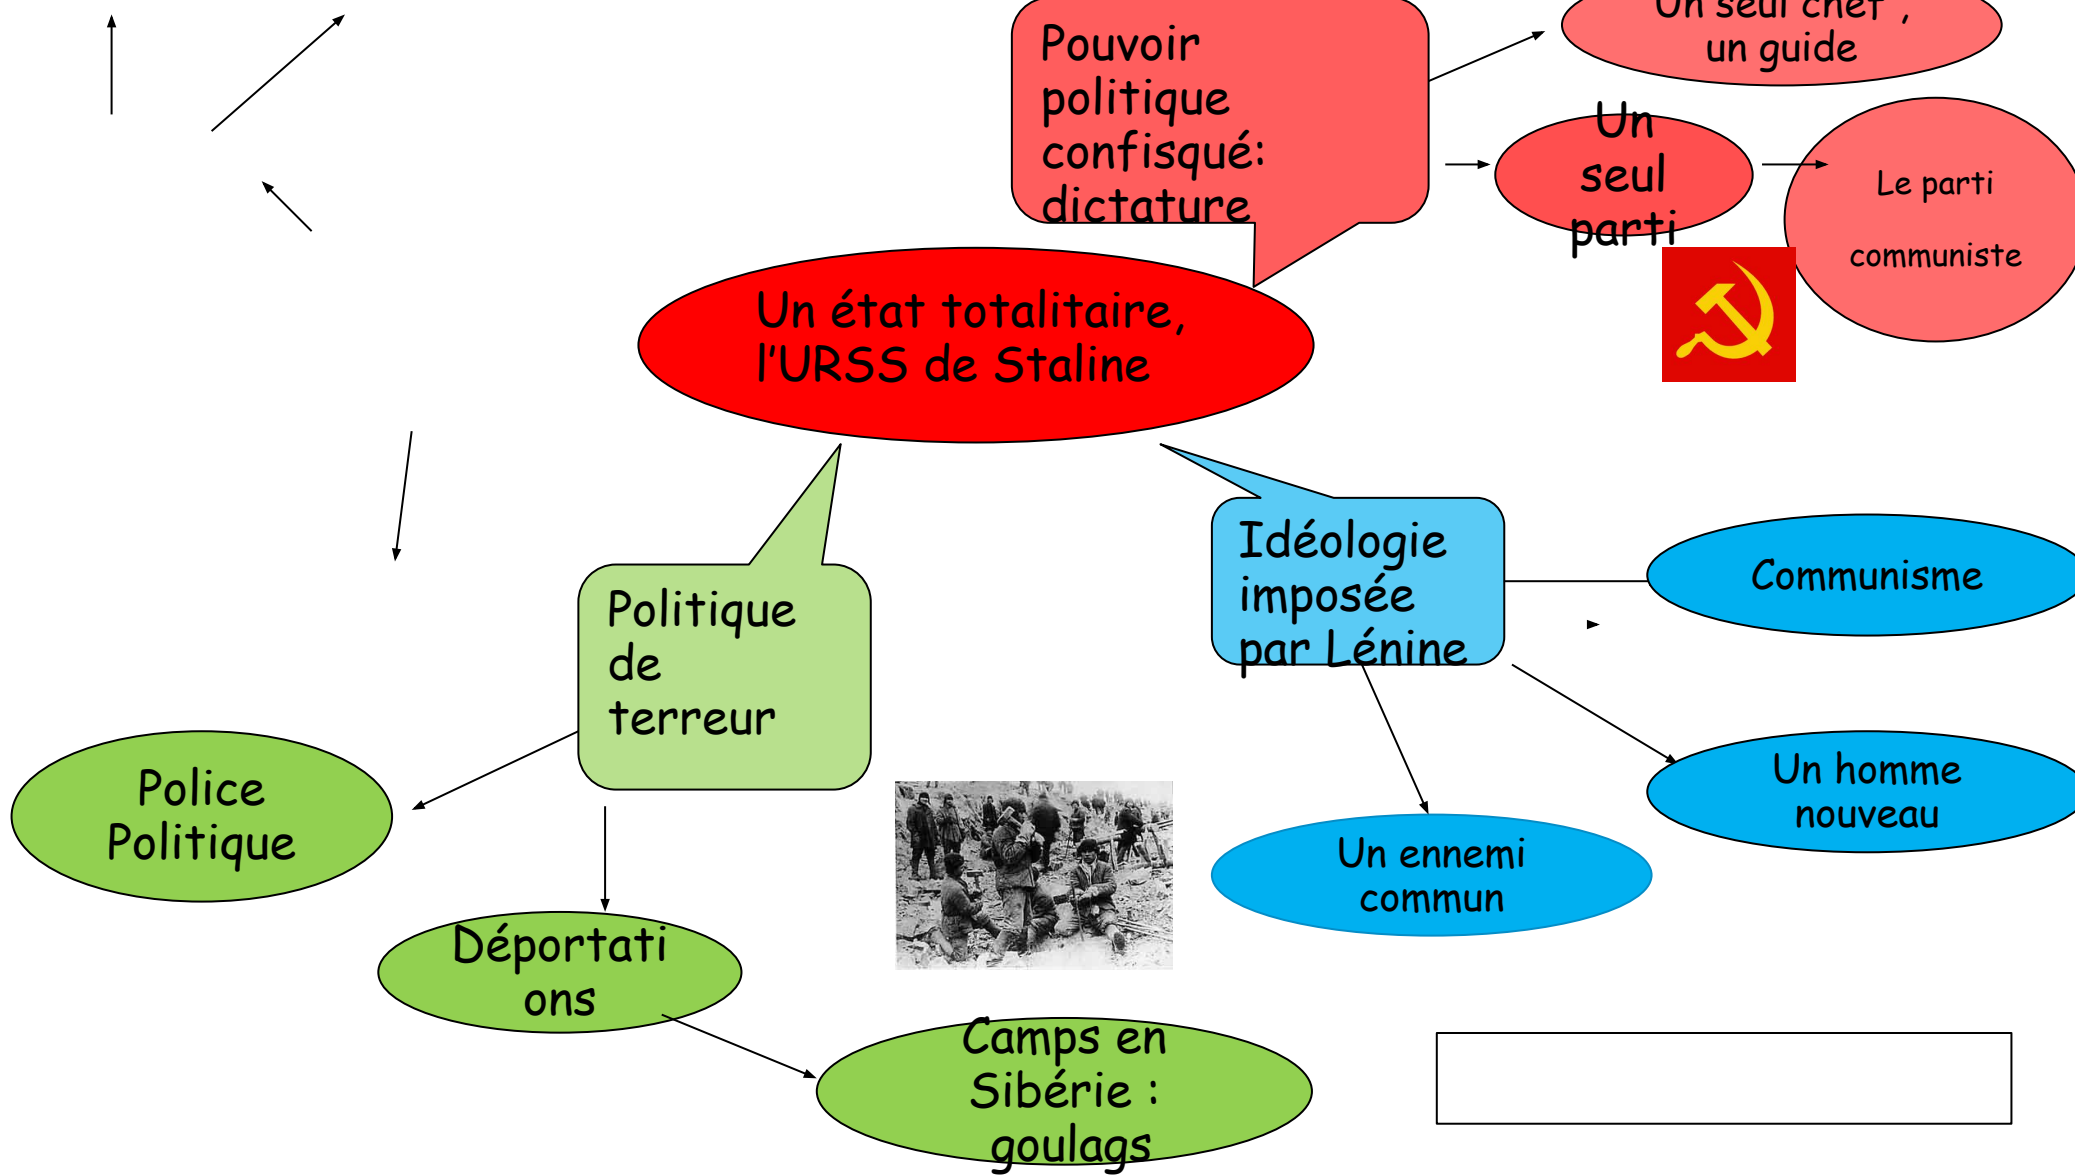 Un seul chef ,
un guide
Pouvoir
politique
confisqué:
dictature
Un
seul
parti
Le parti
communiste
Un état totalitaire,
l'URSS de Staline
Politique
de
terreur
Idéologie
imposée
par Lénine
Communisme
Un homme
nouveau
Un ennemi
commun
Police
Politique
Déportati
ons
Camps en
Sibérie :
goulags